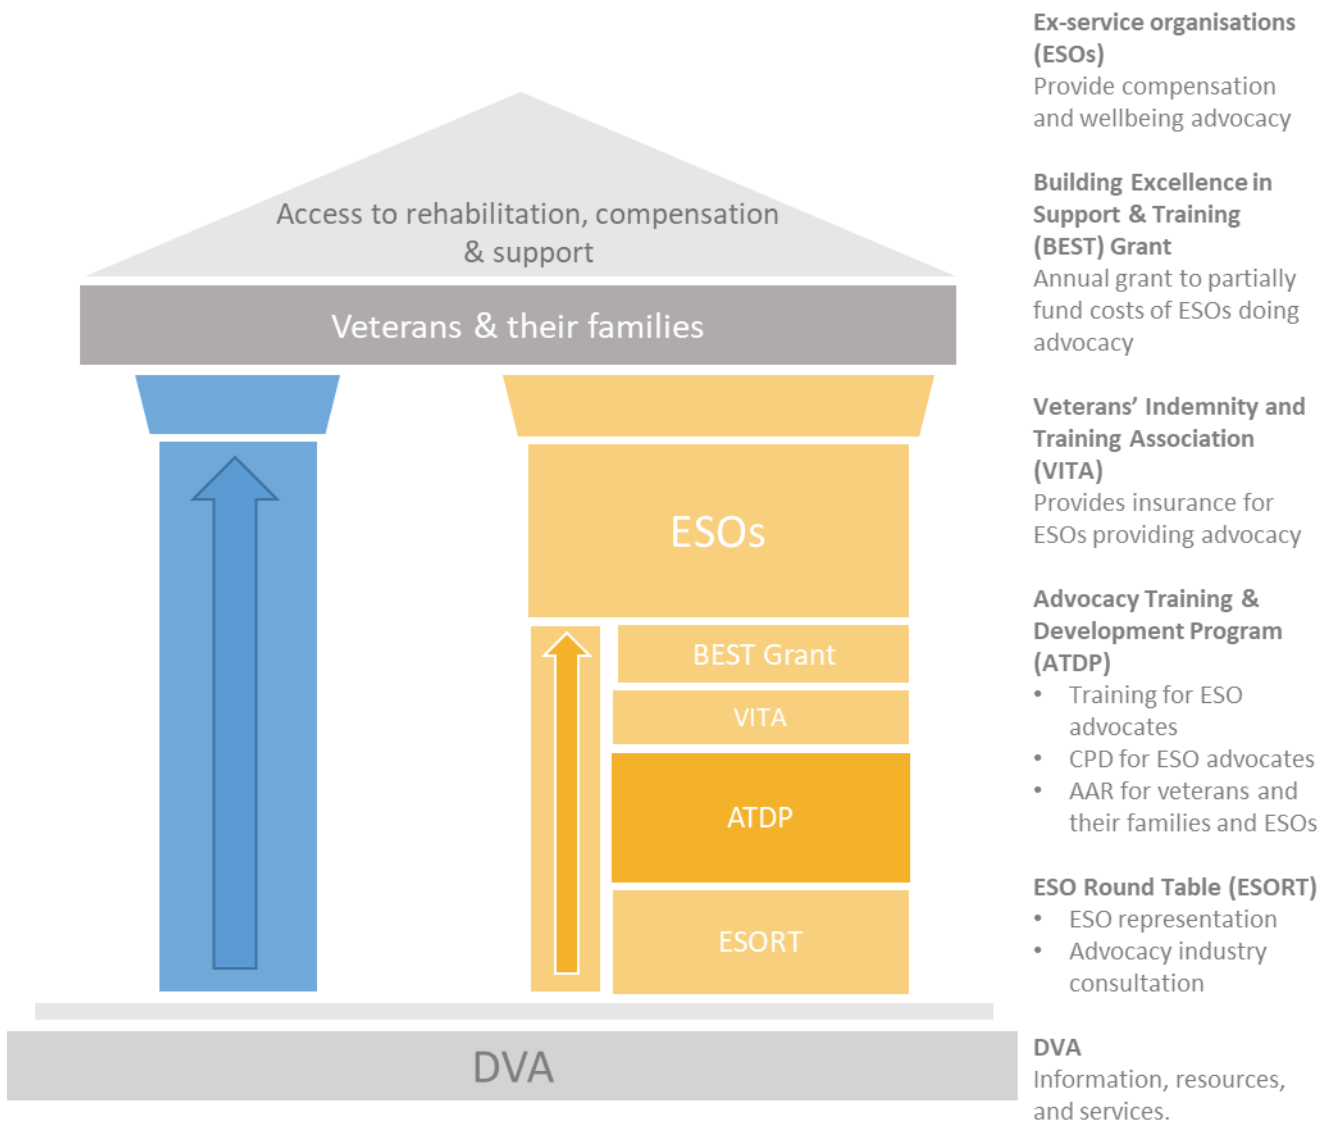 Access to rehabilitation, compensation
& support
Veterans & their families
ESOs
BEST Grant
VITA
ATDP
ESORT
DVA
Ex-service organisations
(ESOs)
Provide compensation
and wellbeing advocacy
Building Excellence in
Support & Training
(BEST) Grant
Annual grant to partially
fund costs of ESOs doing
advocacy
Veterans’ Indemnity and
Training Association
(VITA)
Provides insurance for
ESOs providing advocacy
Advocacy Training &
Development Program
(ATDP)
• Training for ESO
advocates
• CPD for ESO advocates
• AAR for veterans and
their families and ESOs
ESO Round Table (ESORT)
• ESO representation
• Advocacy industry
consultation
DVA
Information, resources,
and services.